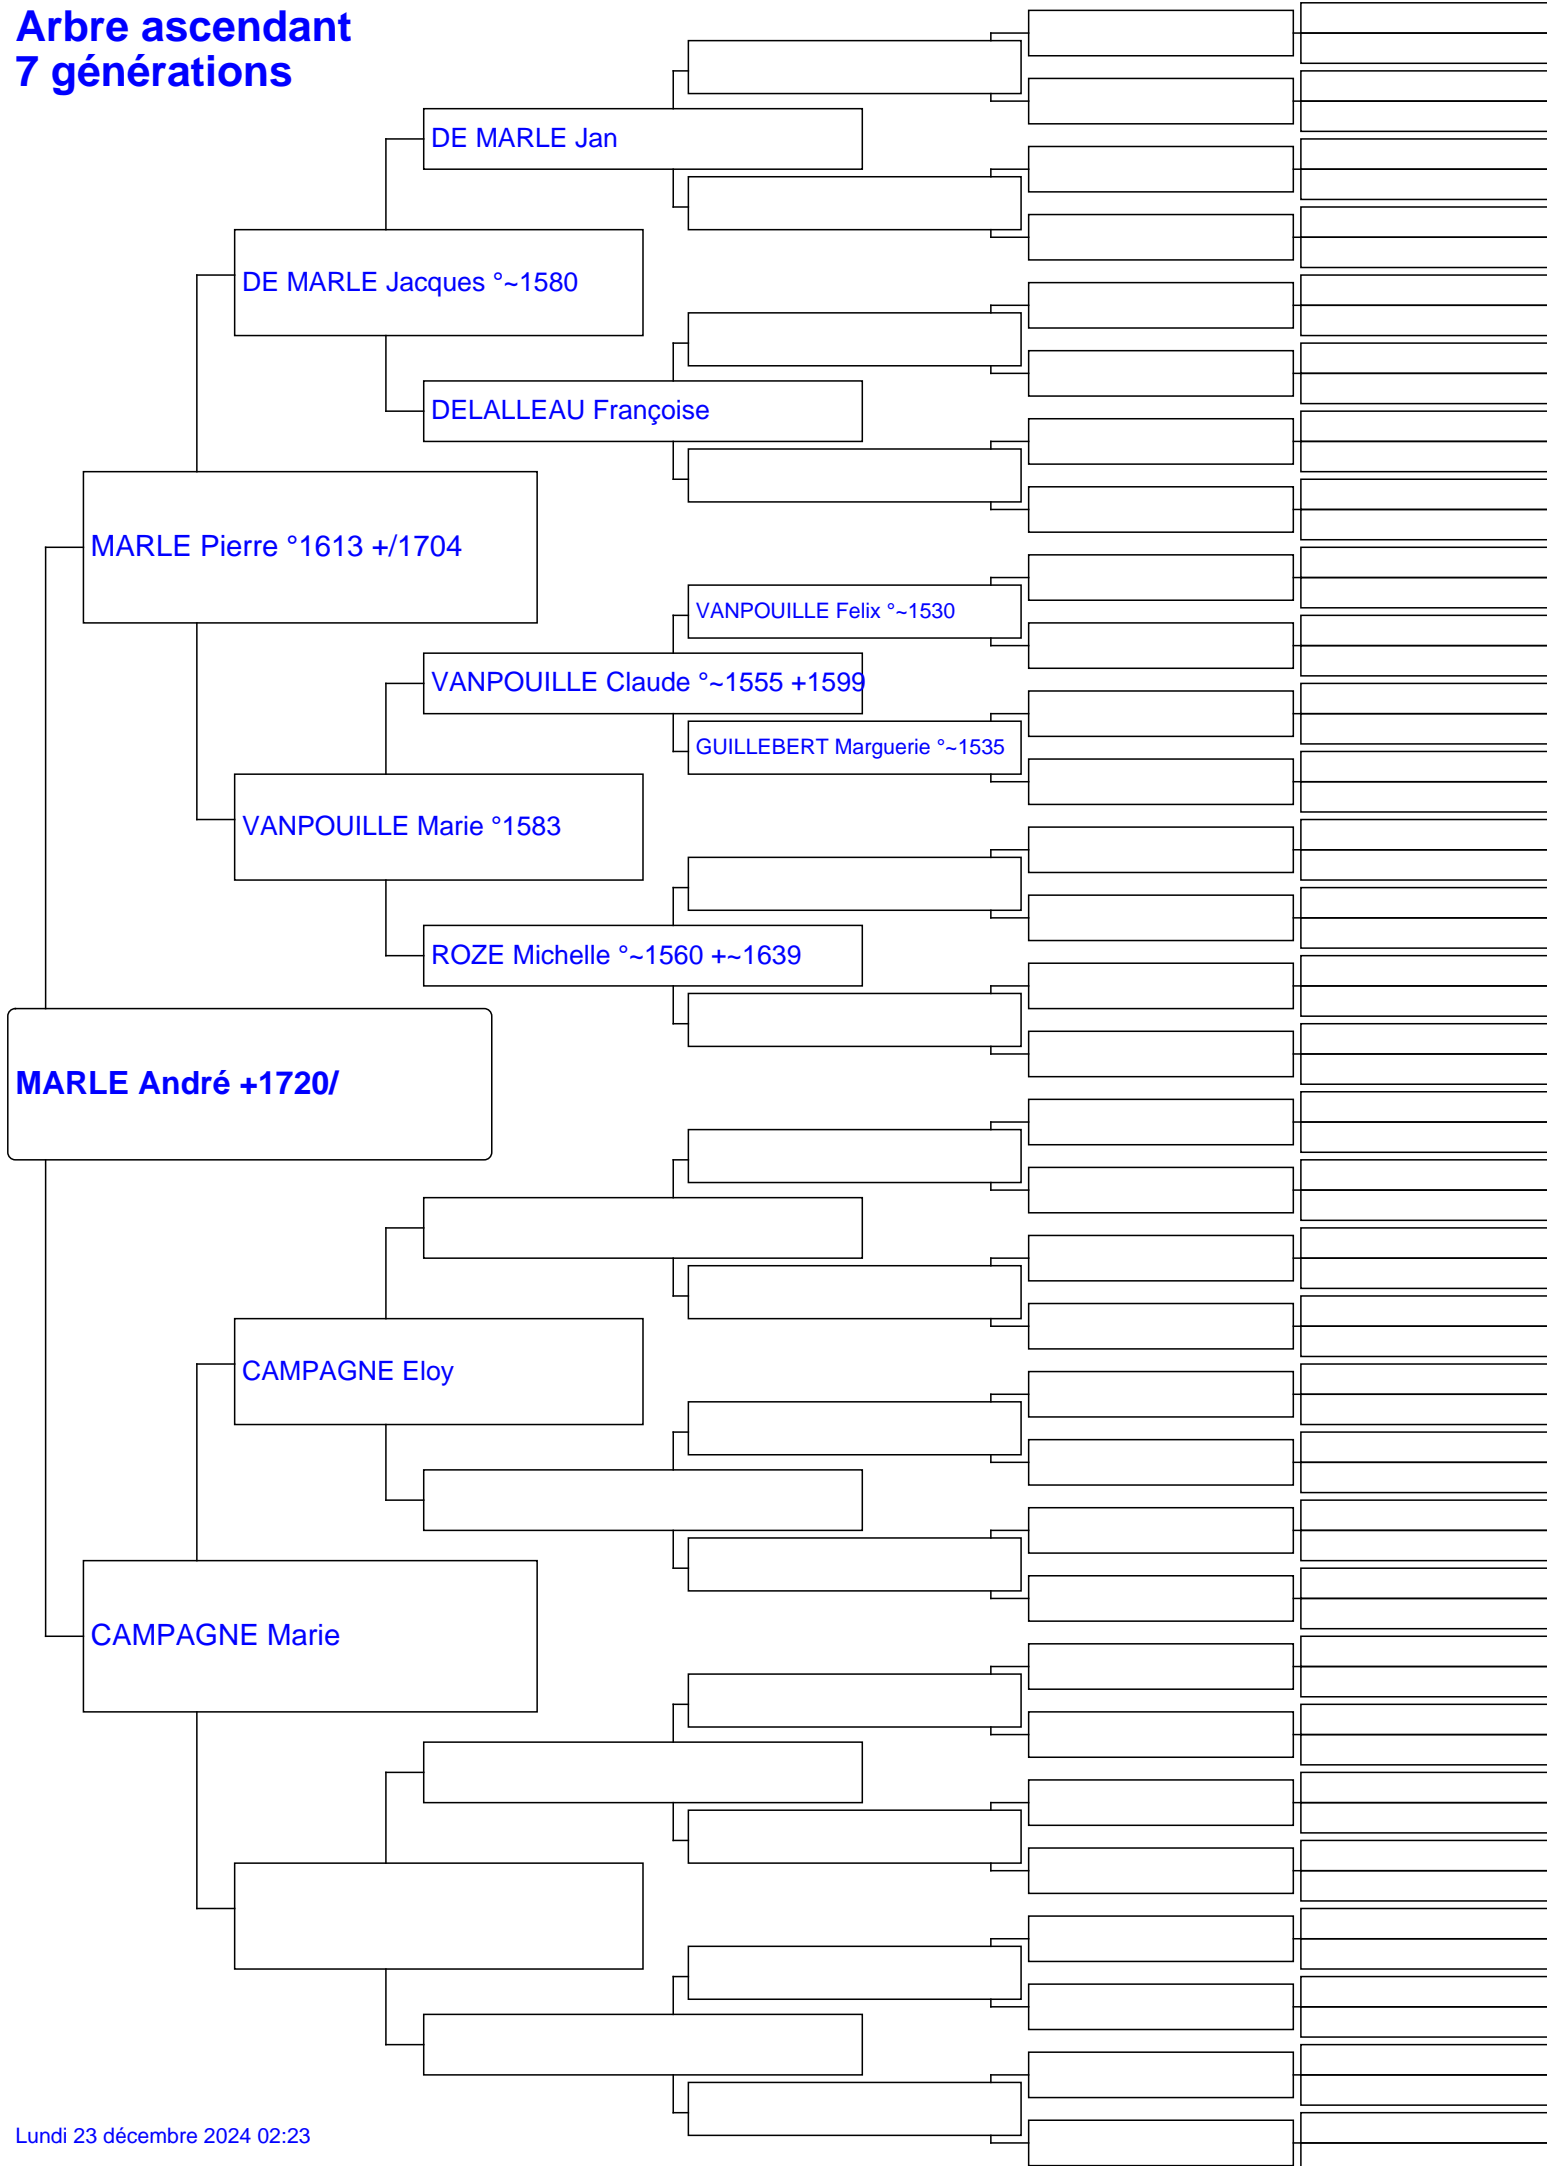 Arbre ascendant
7 générations
DE MARLE Jan
DE MARLE Jacques °~1580
DELALLEAU Françoise
MARLE Pierre °1613 +/1704
VANPOUILLE Felix °~1530
VANPOUILLE Claude °~1555 +1599
GUILLEBERT Marguerie °~1535
VANPOUILLE Marie °1583
ROZE Michelle °~1560 +~1639
MARLE André +1720/
CAMPAGNE Eloy
CAMPAGNE Marie
Lundi 23 décembre 2024 02:23